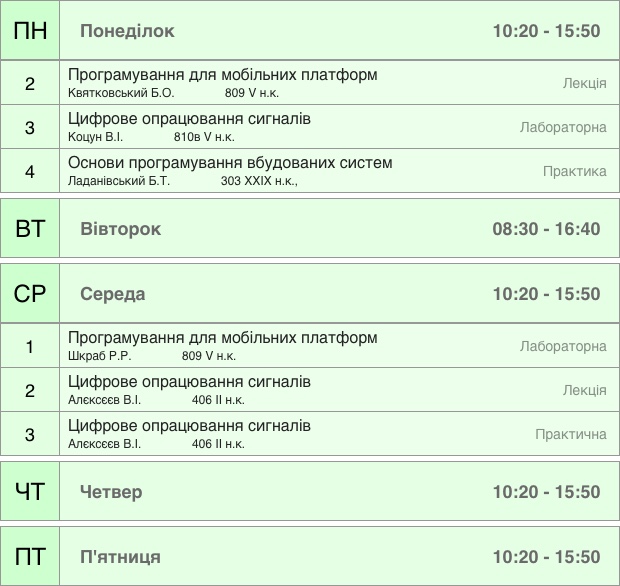 ПН Понеділок 10:20 - 15:50
2 Програмування для мобільних платформ Лекція
Квятковський Б.О. 809 V н.к.
3 Цифрове опрацювання сигналів Лабораторна
Коцун В.І. 810в V н.к.
4 Основи програмування вбудованих систем Практика
Ладанівський Б.Т. 303 XXIX н.к.,
ВТ Вівторок 08:30 - 16:40
СР Середа 10:20 - 15:50
1 Програмування для мобільних платформ Лабораторна
Шкраб Р.Р. 809 V н.к.
2 Цифрове опрацювання сигналів Лекція
Алєксєєв В.І. 406 II н.к.
3 Цифрове опрацювання сигналів Практична
Алєксєєв В.І. 406 II н.к.
ЧТ Четвер 10:20 - 15:50
ПТ П'ятниця 10:20 - 15:50